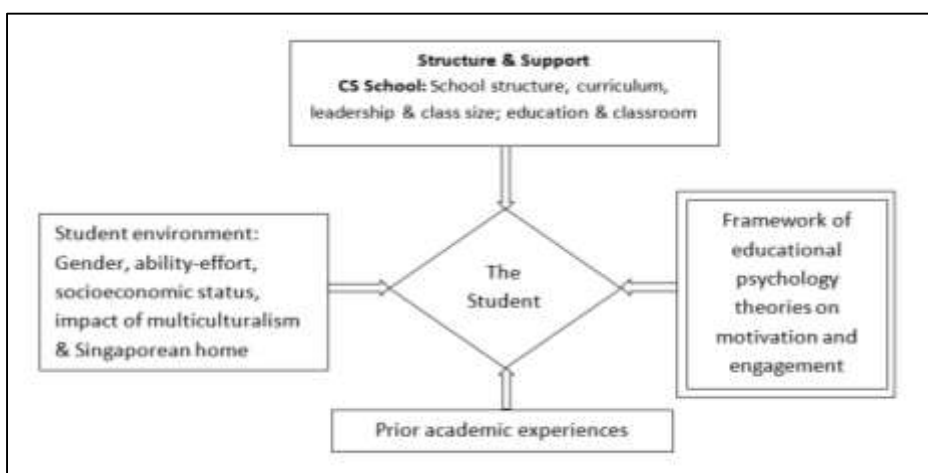 Structure & Support
CS School: School structure, curriculum,
leadership & class size; education & classroom
Student environment:
Gender, ability-effort,
socioeconomic status,
impact of multiculturalism
& Singaporean home
The
Student
Framework of
educational
psychology
theories on
motivation and
engagement
Prior academic experiences